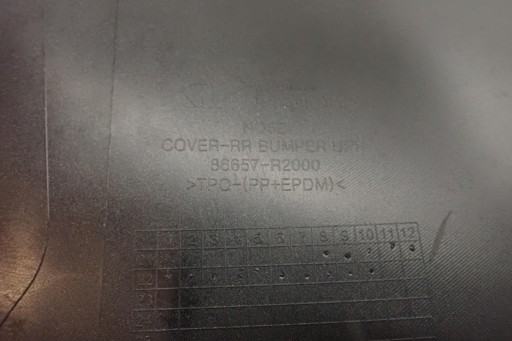 COVER-RR BUMPER UPR
86657-R2000
>TPO-(PP+EPDM)<
1 2 3 4 5 6 7 8 9 10 11 12